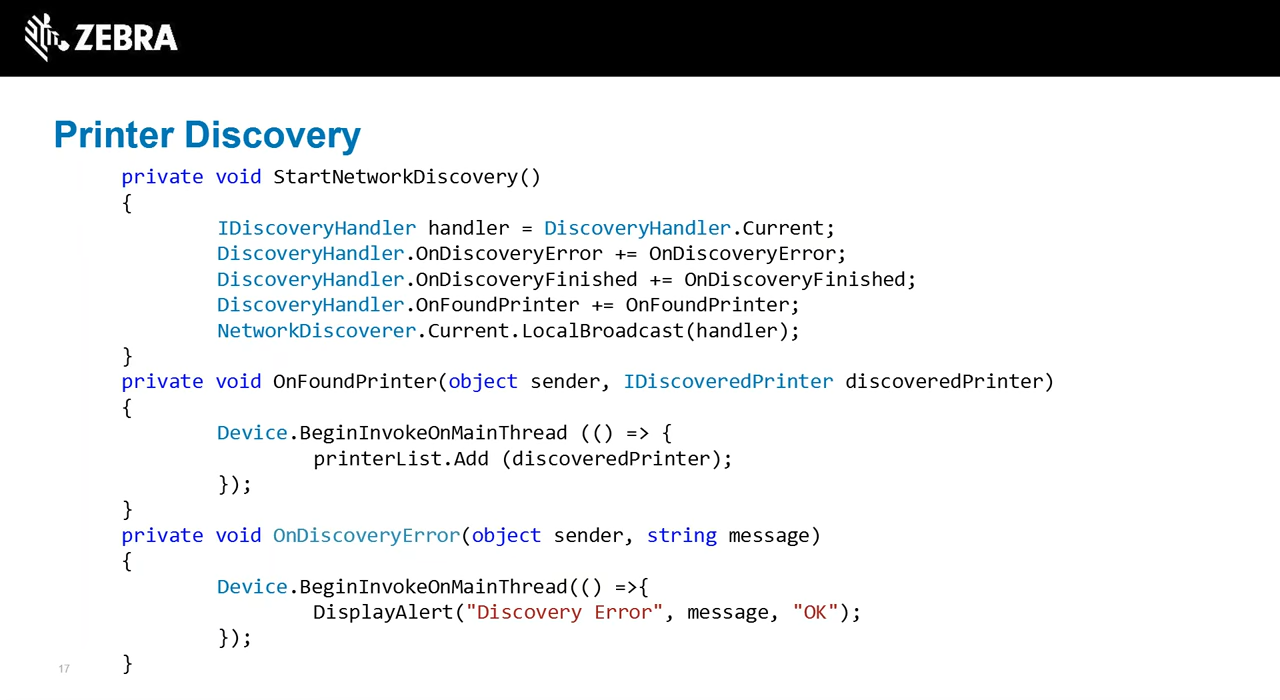 ZEBRA
Printer Discovery
private void StartNetworkDiscovery()
{
IDiscoveryHandler handler = DiscoveryHandler.Current;
DiscoveryHandler.OnDiscoveryError += OnDiscoveryError;
DiscoveryHandler.OnDiscoveryFinished += OnDiscoveryFinished;
DiscoveryHandler.OnFoundPrinter += OnFoundPrinter;
NetworkDiscoverer.Current.LocalBroadcast(handler);
}
private void OnFoundPrinter(object sender, IDiscoveredPrinter discoveredPrinter)
{
Device.BeginInvokeOnMainThread (() => {
printerList.Add (discoveredPrinter);
});
}
private void OnDiscoveryError(object sender, string message)
{
Device.BeginInvokeOnMainThread(() =>{
DisplayAlert("Discovery Error", message, "OK");
});
}
17